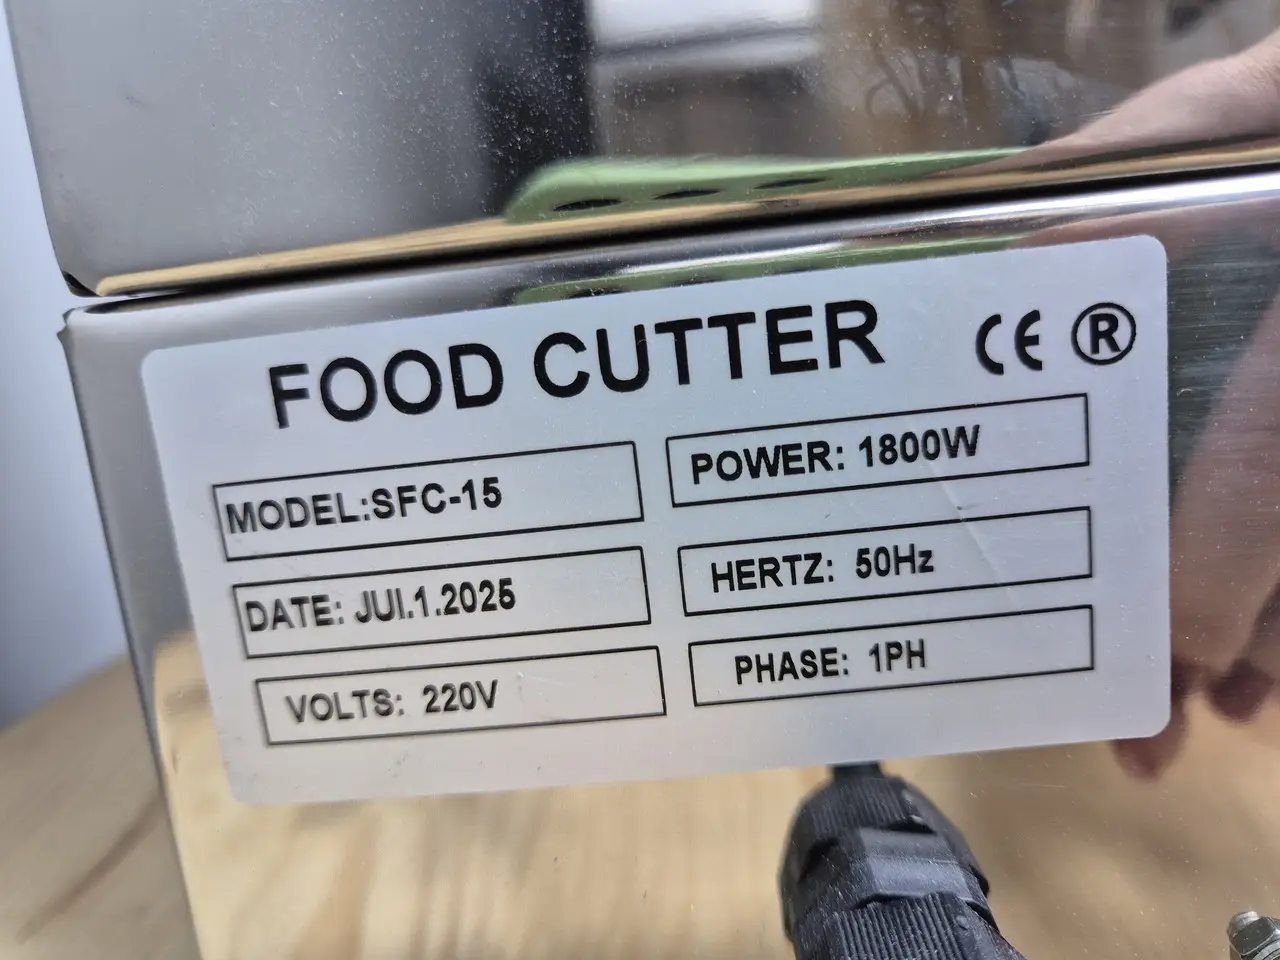 FOOD CUTTER CE ®
MODEL:SFC-15
POWER: 1800W
DATE: JUI.1.2025
HERTZ: 50Hz
VOLTS: 220V
PHASE: 1PH